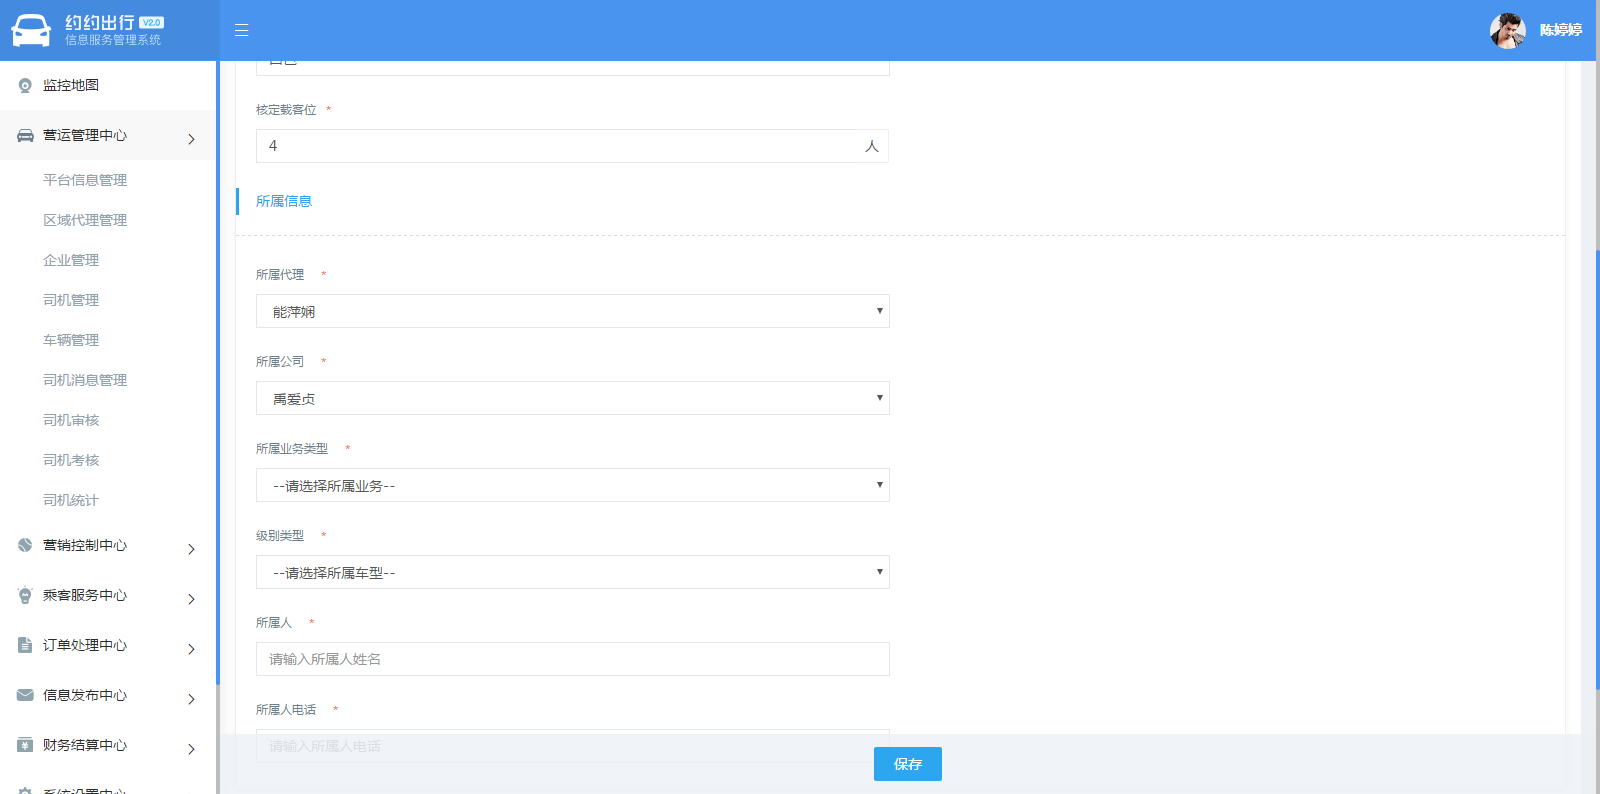 约约出行 V2.0
信息服务管理系统
陈婷婷
监控地图
营运管理中心
平台信息管理
区域代理管理
企业管理
司机管理
车辆管理
司机消息管理
司机审核
司机考核
司机统计
营销控制中心
乘客服务中心
订单处理中心
信息发布中心
财务结算中心
系统设置中心
白色
核定载客位 *
4 人
所属信息
所属代理 *
能萍娴
所属公司 *
禹爱贞
所属业务类型 *
--请选择所属业务--
级别类型 *
--请选择所属车型--
所属人 *
请输入所属人姓名
所属人电话 *
请输入所属人电话
保存